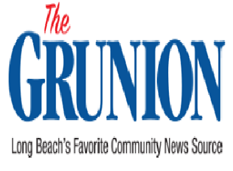 The
GRUNION
Long Beach's Favorite Community News Source